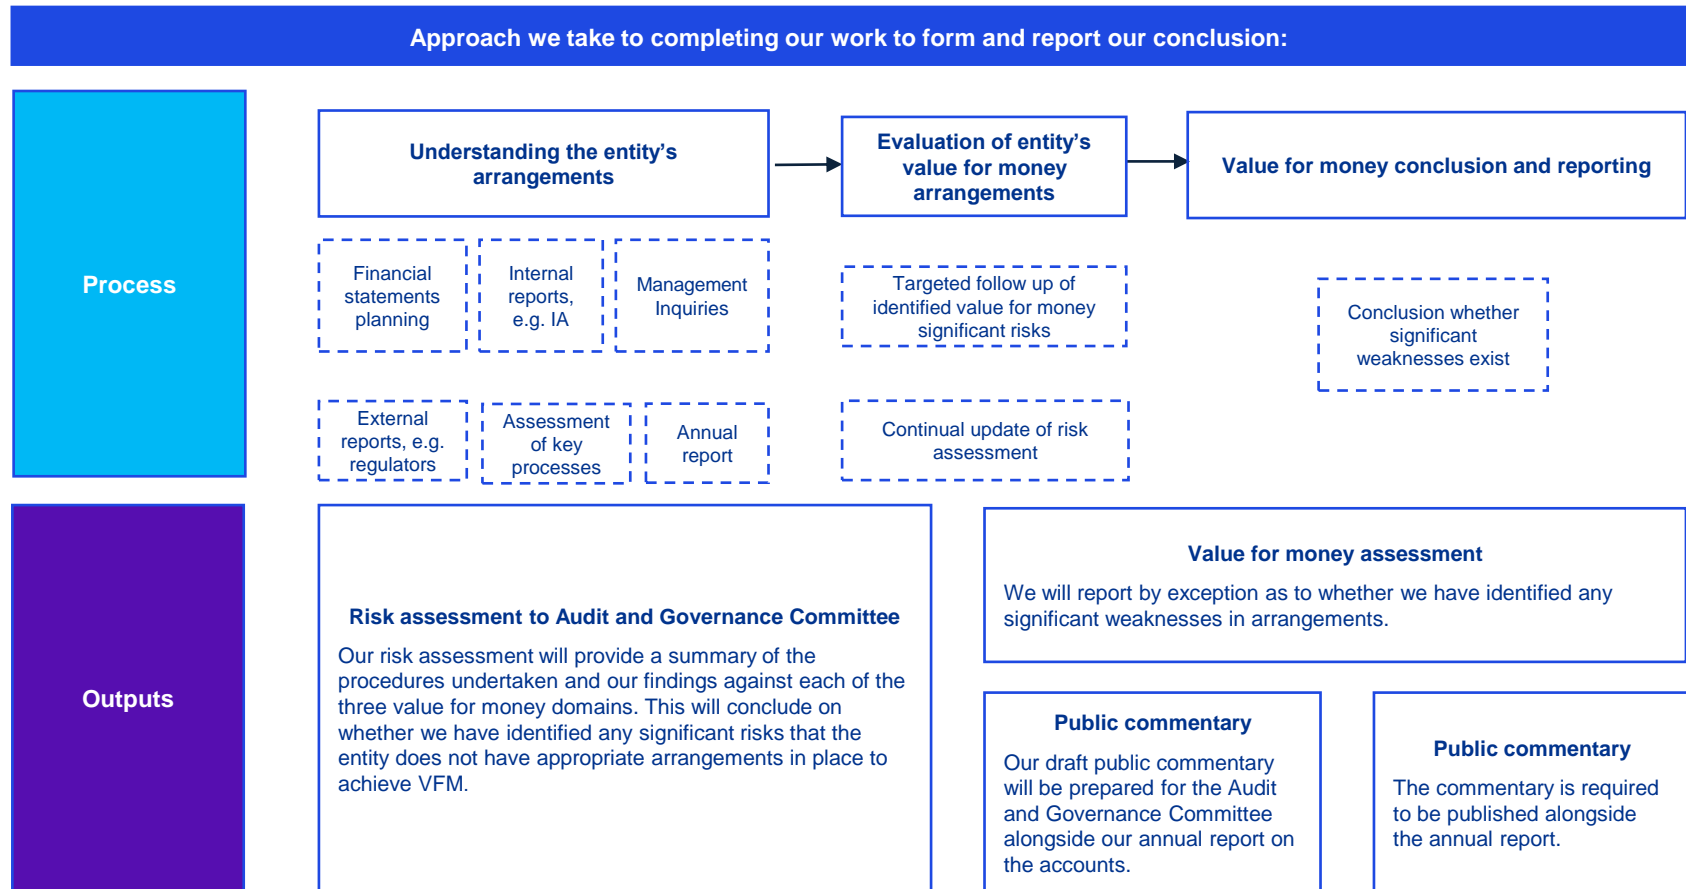 Approach we take to completing our work to form and report our conclusion:
Process
Understanding the entity's
arrangements
Evaluation of entity's
value for money
arrangements
Value for money conclusion and reporting
Financial
statements
planning
Internal
reports,
e.g. IA
Management
Inquiries
Targeted follow up of
identified value for money
significant risks
Conclusion whether
significant
weaknesses exist
External
reports, e.g.
regulators
Assessment
of key
processes
Annual
report
Continual update of risk
assessment
Outputs
Risk assessment to Audit and Governance Committee
Our risk assessment will provide a summary of the
procedures undertaken and our findings against each of the
three value for money domains. This will conclude on
whether we have identified any significant risks that the
entity does not have appropriate arrangements in place to
achieve VFM.
Value for money assessment
We will report by exception as to whether we have identified any
significant weaknesses in arrangements.
Public commentary
Our draft public commentary
will be prepared for the Audit
and Governance Committee
alongside our annual report on
the accounts.
Public commentary
The commentary is required
to be published alongside
the annual report.